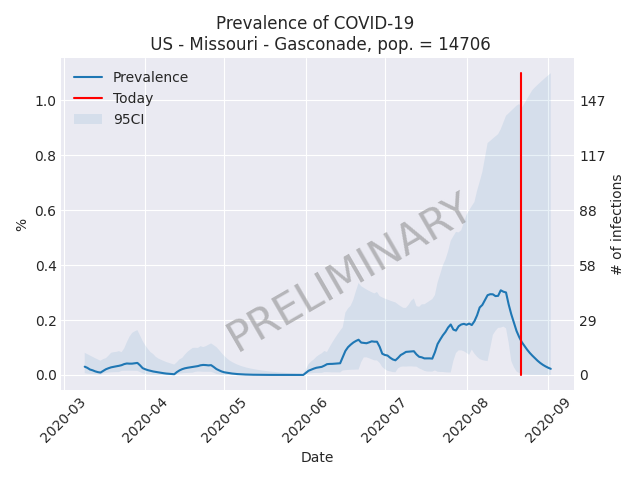 Prevalence of COVID-19
US - Missouri - Gasconade, pop. = 14706
Prevalence
Today
95CI
1.0
0.8
0.6
0.4
0.2
0.0
%
147
117
88
58
29
0
# of infections
PRELIMINARY
2020-03
2020-04
2020-05
2020-06
2020-07
2020-08
2020-09
Date